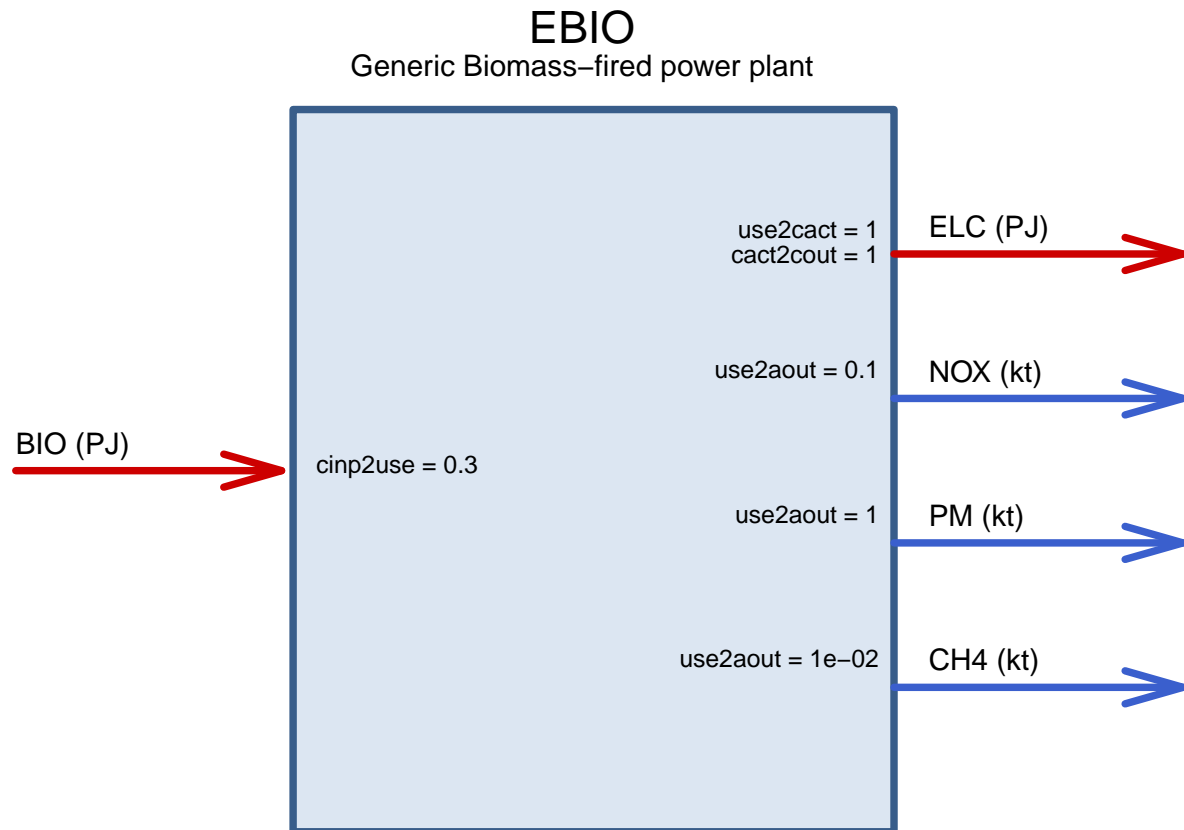 EBIO
Generic Biomass−fired power plant
use2cact = 1
cact2cout = 1
ELC (PJ)
use2aout = 0.1
NOX (kt)
BIO (PJ)
cinp2use = 0.3
use2aout = 1
PM (kt)
use2aout = 1e−02
CH4 (kt)